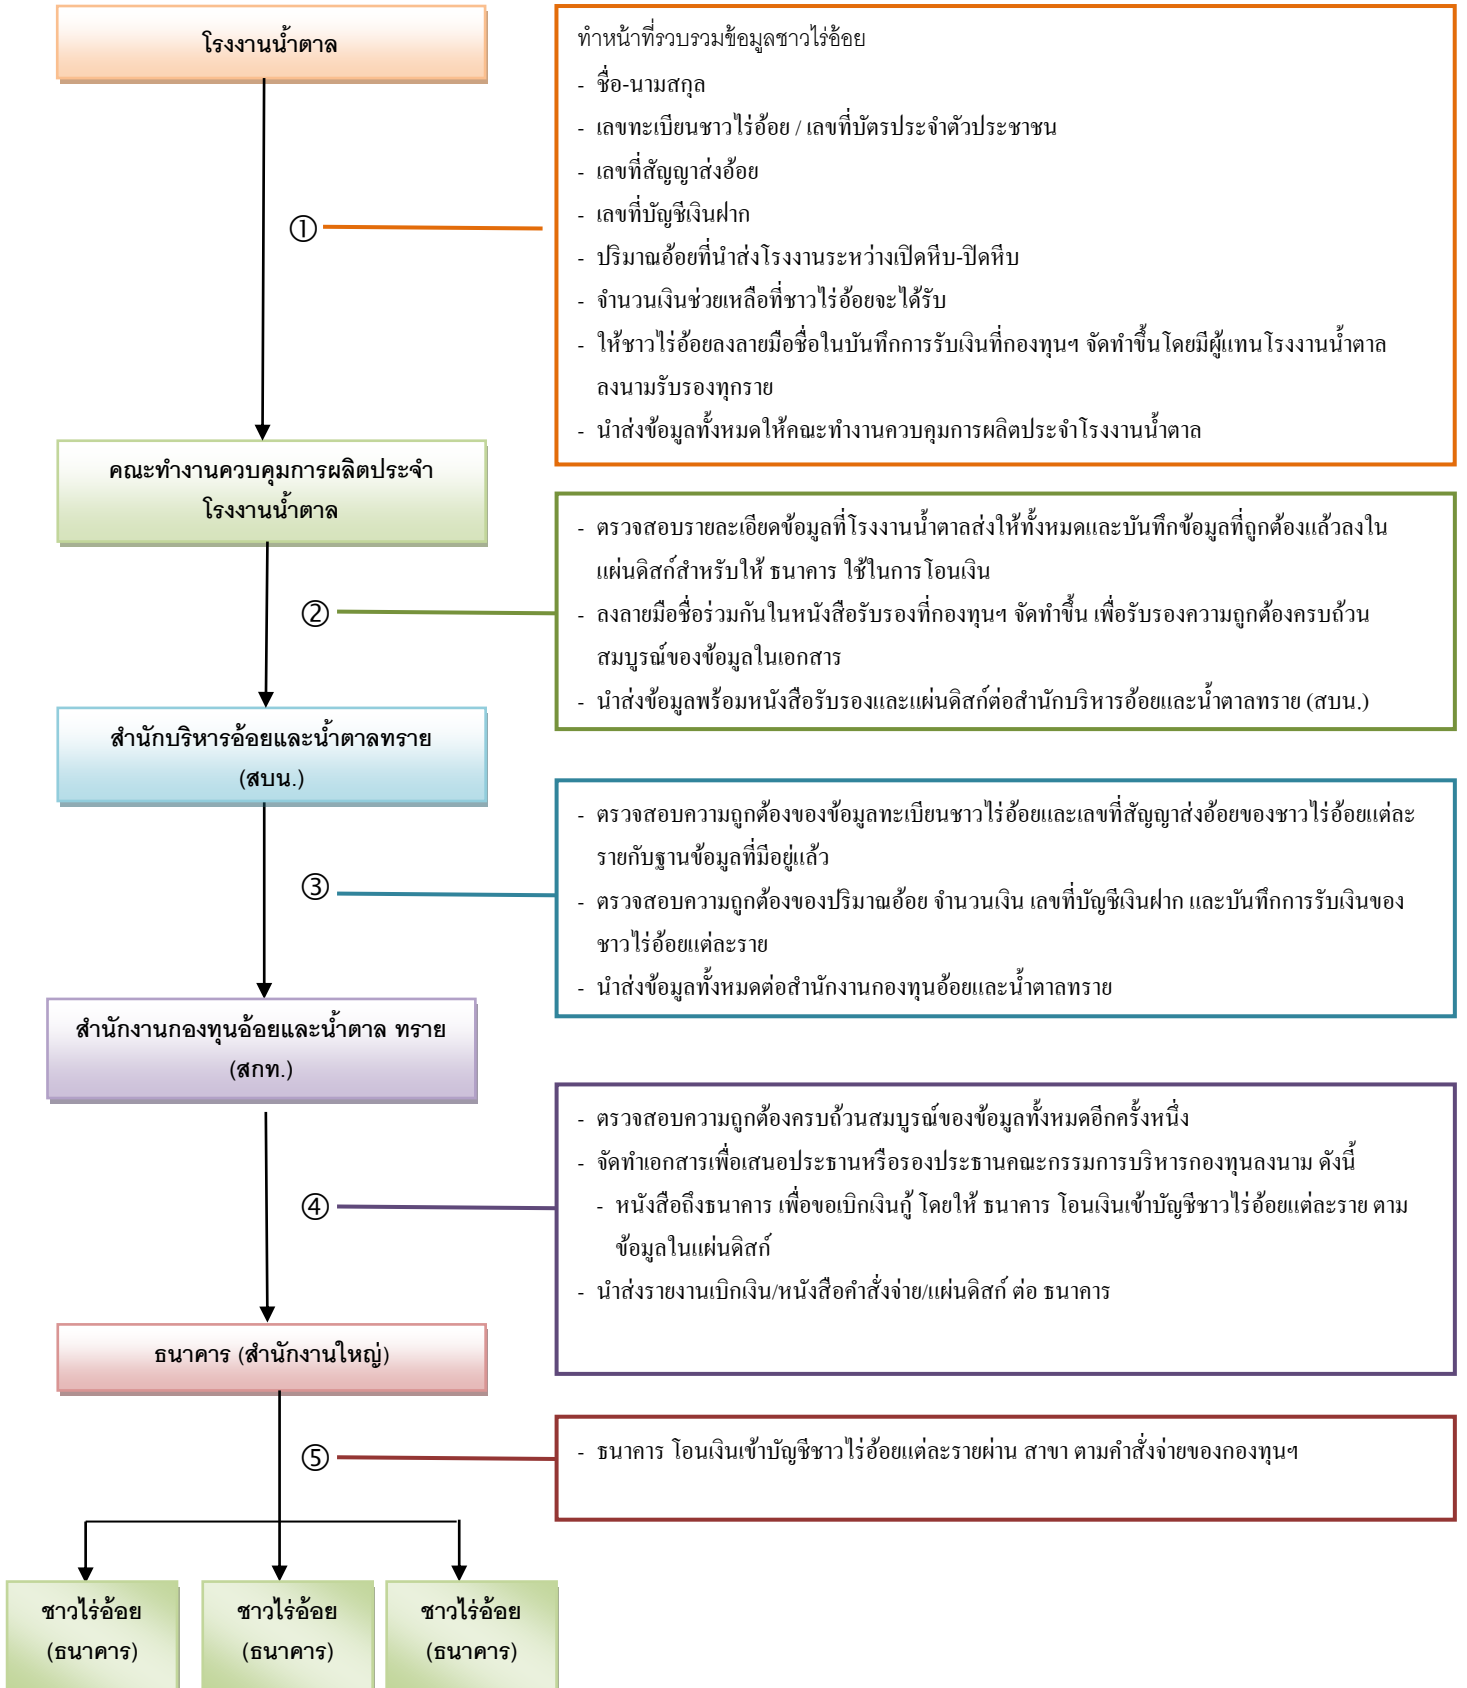 โรงงานน้ำตาล
ทำหน้าที่รวบรวมข้อมูลชาวไร่อ้อย
- ชื่อ-นามสกุล
- เลขทะเบียนชาวไร่อ้อย / เลขที่บัตรประจำตัวประชาชน
- เลขที่สัญญาส่งอ้อย
- เลขที่บัญชีเงินฝาก
- ปริมาณอ้อยที่นำส่งโรงงานระหว่างเปิดหีบ-ปิดหีบ
- จำนวนเงินช่วยเหลือที่ชาวไร่อ้อยจะได้รับ
- ให้ชาวไร่อ้อยลงลายมือชื่อในบันทึกการรับเงินที่กองทุนฯ จัดทำขึ้นโดยมีผู้แทนโรงงานน้ำตาล
ลงนามรับรองทุกราย
- นำส่งข้อมูลทั้งหมดให้คณะทำงานควบคุมการผลิตประจำโรงงานน้ำตาล
①
คณะทำงานควบคุมการผลิตประจำ
โรงงานน้ำตาล
- ตรวจสอบรายละเอียดข้อมูลที่โรงงานน้ำตาลส่งให้ทั้งหมดและบันทึกข้อมูลที่ถูกต้องแล้วลงใน
แผ่นดิสก์สำหรับให้ ธนาคาร ใช้ในการโอนเงิน
- ลงลายมือชื่อร่วมกันในหนังสือรับรองที่กองทุนฯ จัดทำขึ้น เพื่อรับรองความถูกต้องครบถ้วน
สมบูรณ์ของข้อมูลในเอกสาร
- นำส่งข้อมูลพร้อมหนังสือรับรองและแผ่นดิสก์ต่อสำนักบริหารอ้อยและน้ำตาลทราย (สบน.)
②
สำนักบริหารอ้อยและน้ำตาลทราย
(สบน.)
- ตรวจสอบความถูกต้องของข้อมูลทะเบียนชาวไร่อ้อยและเลขที่สัญญาส่งอ้อยของชาวไร่อ้อยแต่ละ
รายกับฐานข้อมูลที่มีอยู่แล้ว
- ตรวจสอบความถูกต้องของปริมาณอ้อย จำนวนเงิน เลขที่บัญชีเงินฝาก และบันทึกการรับเงินของ
ชาวไร่อ้อยแต่ละราย
- นำส่งข้อมูลทั้งหมดต่อสำนักงานกองทุนอ้อยและน้ำตาลทราย
③
สำนักงานกองทุนอ้อยและน้ำตาล ทราย
(สกท.)
- ตรวจสอบความถูกต้องครบถ้วนสมบูรณ์ของข้อมูลทั้งหมดอีกครั้งหนึ่ง
- จัดทำเอกสารเพื่อเสนอประธานหรือรองประธานคณะกรรมการบริหารกองทุนลงนาม ดังนี้
- หนังสือถึงธนาคาร เพื่อขอเบิกเงินกู้ โดยให้ ธนาคาร โอนเงินเข้าบัญชีชาวไร่อ้อยแต่ละราย ตาม
ข้อมูลในแผ่นดิสก์
- นำส่งรายงานเบิกเงิน/หนังสือคำสั่งจ่าย/แผ่นดิสก์ ต่อ ธนาคาร
④
ธนาคาร (สำนักงานใหญ่)
- ธนาคาร โอนเงินเข้าบัญชีชาวไร่อ้อยแต่ละรายผ่าน สาขา ตามคำสั่งจ่ายของกองทุนฯ
⑤
ชาวไร่อ้อย
(ธนาคาร)
ชาวไร่อ้อย
(ธนาคาร)
ชาวไร่อ้อย
(ธนาคาร)